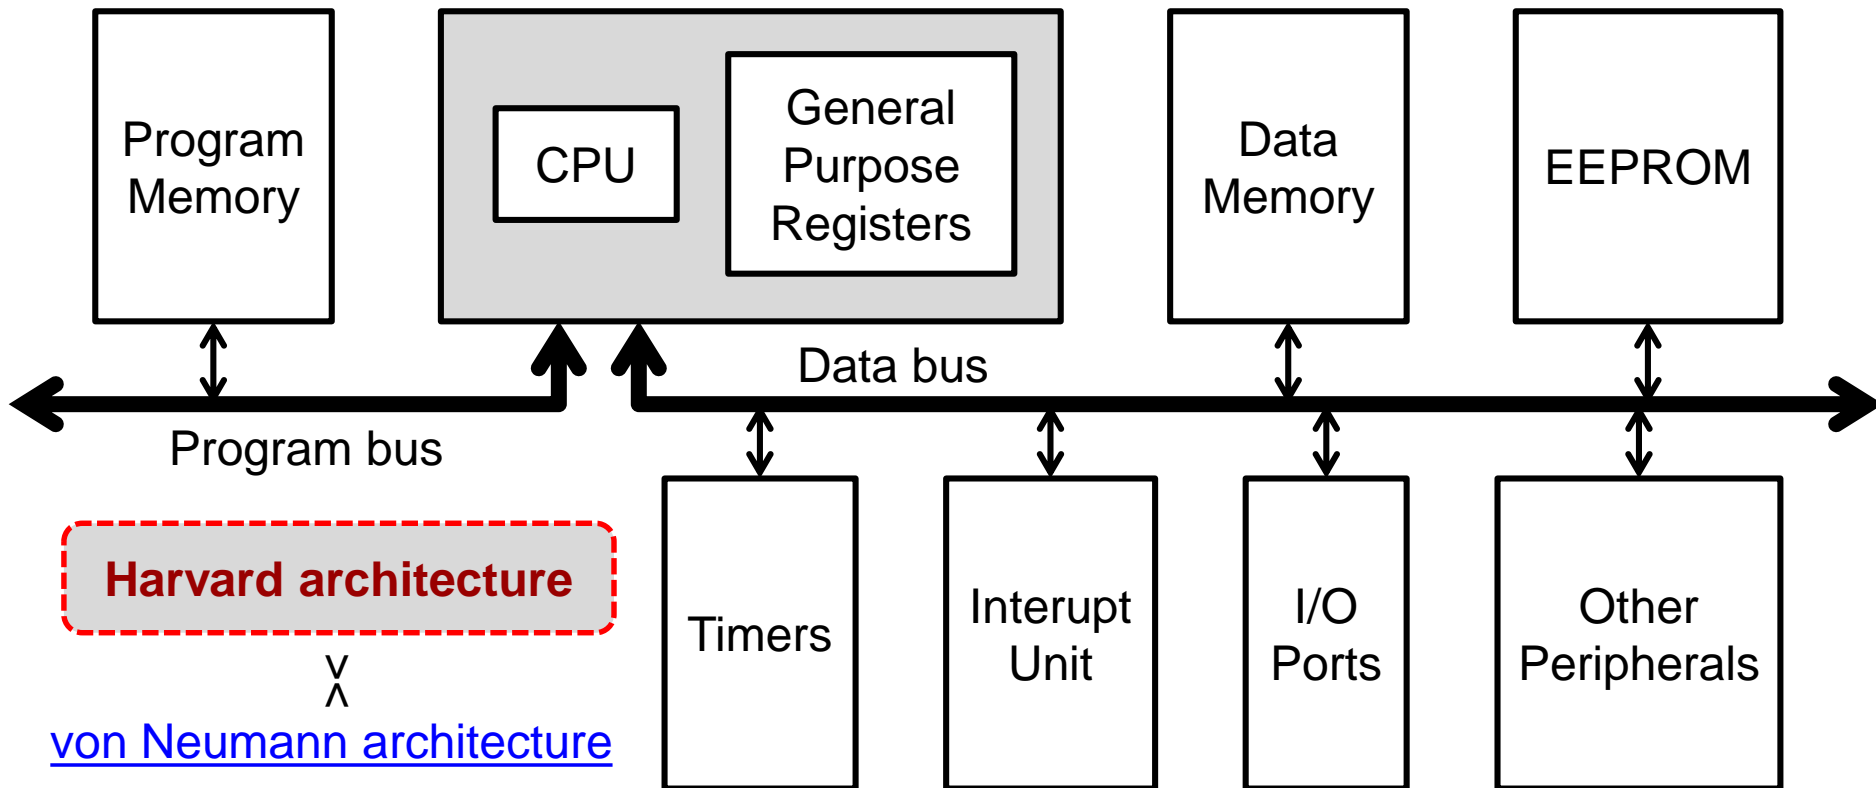 Program
Memory
CPU
General
Purpose
Registers
Data
Memory
EEPROM
Data bus
Program bus
Harvard architecture
>
<
von Neumann architecture
Timers
Interupt
Unit
I/O
Ports
Other
Peripherals